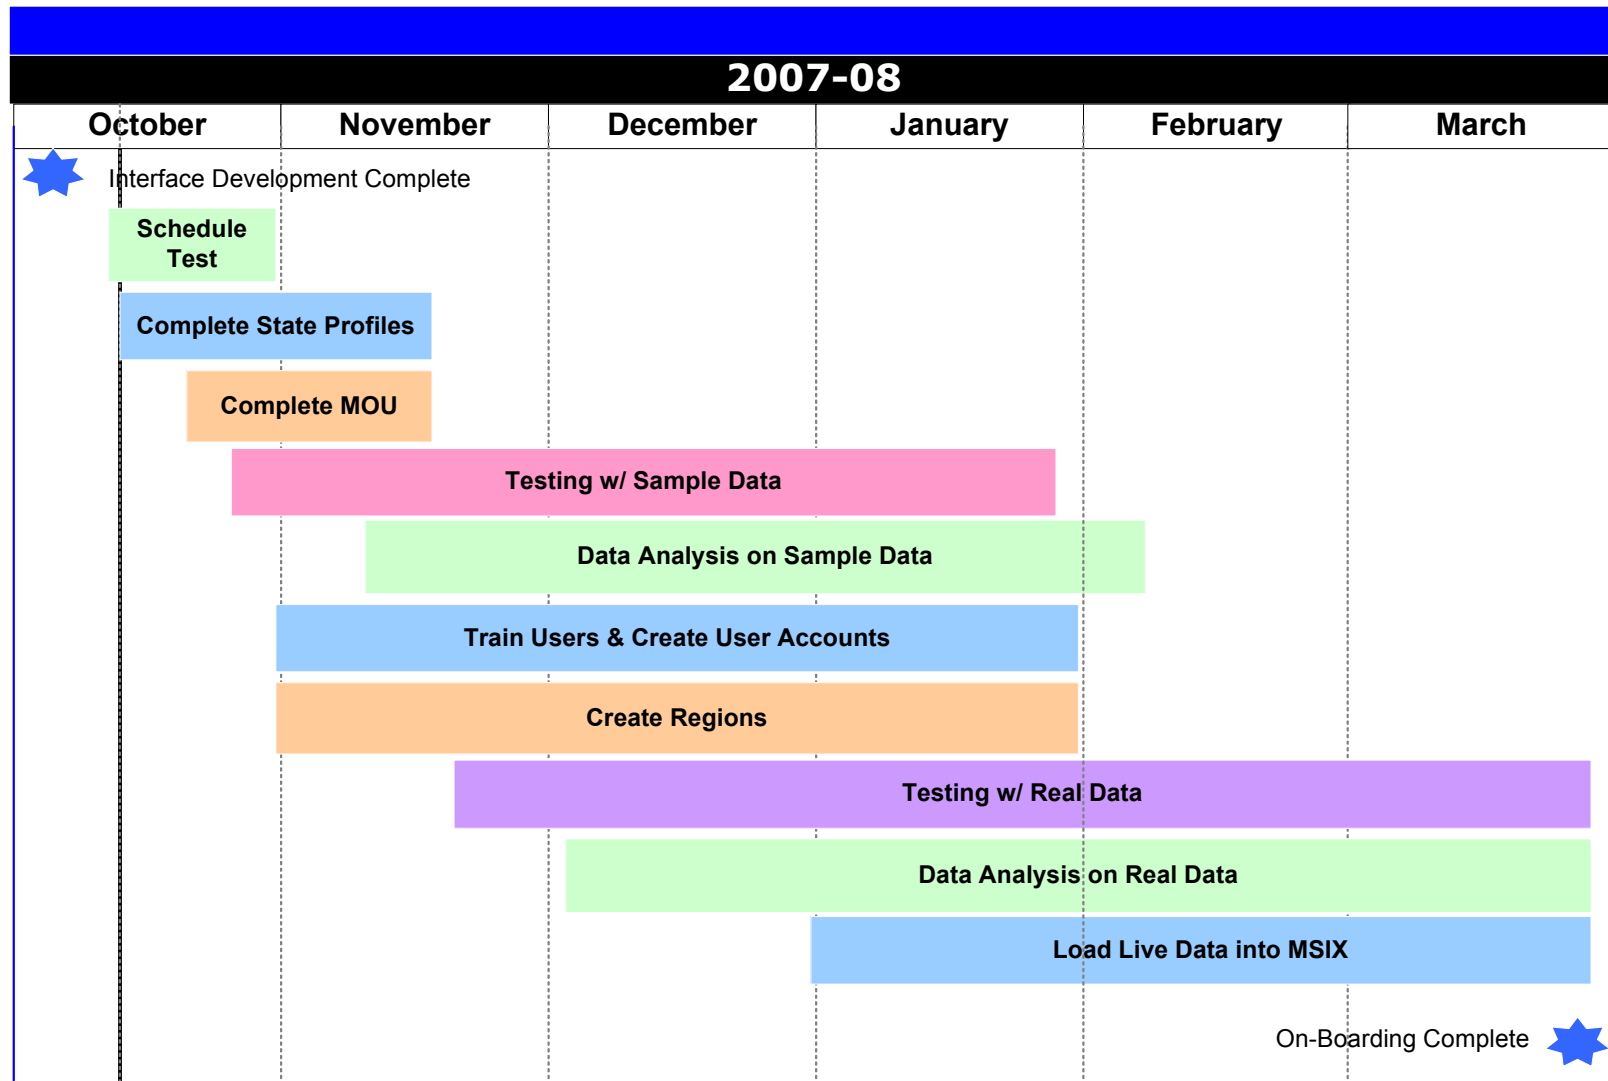 2007-08
October November December January February March
Interface Development Complete
Schedule
Test
Complete State Profiles
Complete MOU
Testing w/ Sample Data
Data Analysis on Sample Data
Train Users & Create User Accounts
Create Regions
Testing w/ Real Data
Data Analysis on Real Data
Load Live Data into MSIX
On-Boarding Complete